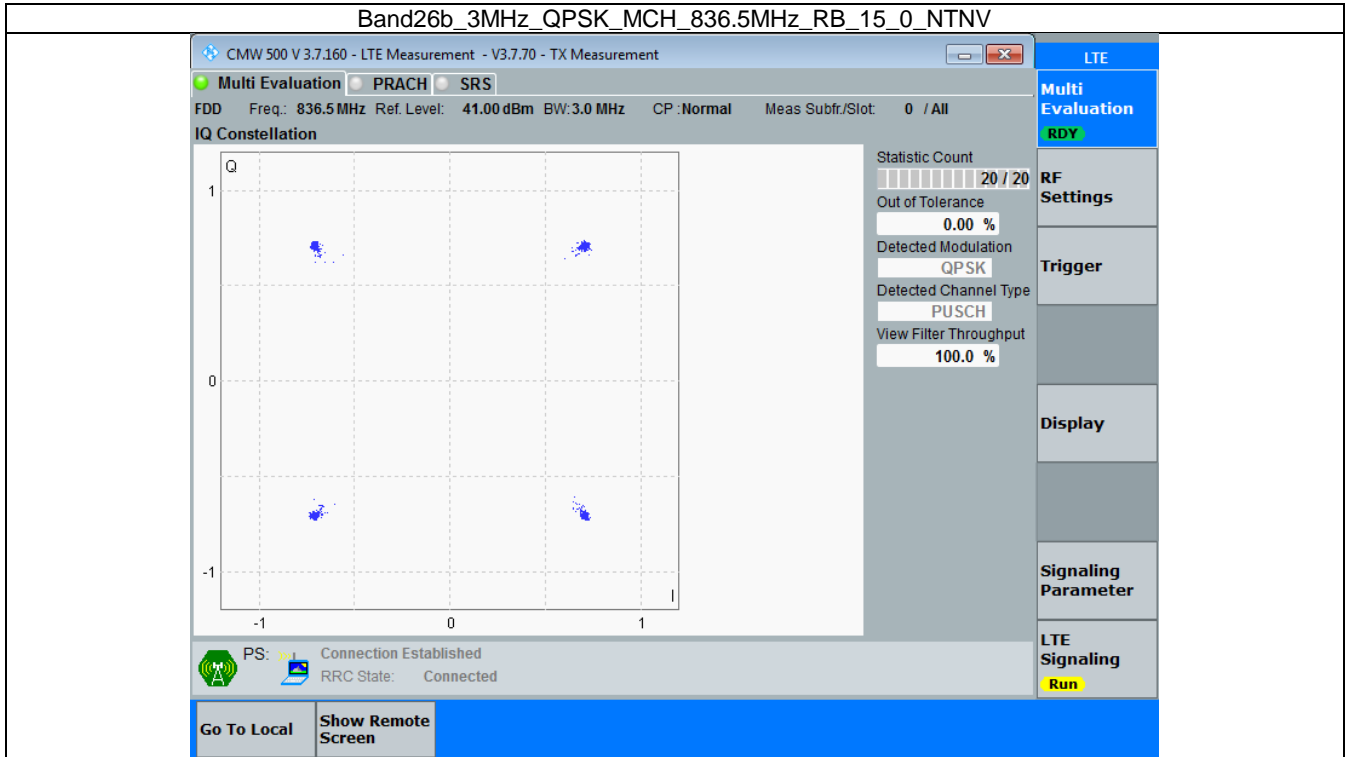 Band26b_3MHz_QPSK_MCH_836.5MHz_RB_15_0_NTNV
CMW 500 V 3.7.160 - LTE Measurement - V3.7.70 - TX Measurement
LTE
Multi Evaluation PRACH SRS
FDD Freq.: 836.5 MHz Ref. Level: 41.00 dBm BW: 3.0 MHz CP : Normal Meas Subfr./Slot: 0 / All
IQ Constellation
Q
1
0
-1
I
-1 0 1
Statistic Count
20 / 20
Out of Tolerance
0.00 %
Detected Modulation
QPSK
Detected Channel Type
PUSCH
View Filter Throughput
100.0 %
Multi
Evaluation
RDY
RF
Settings
Trigger
Display
Signaling
Parameter
LTE
Signaling
Run
PS: Connection Established
RRC State: Connected
Go To Local
Show Remote
Screen